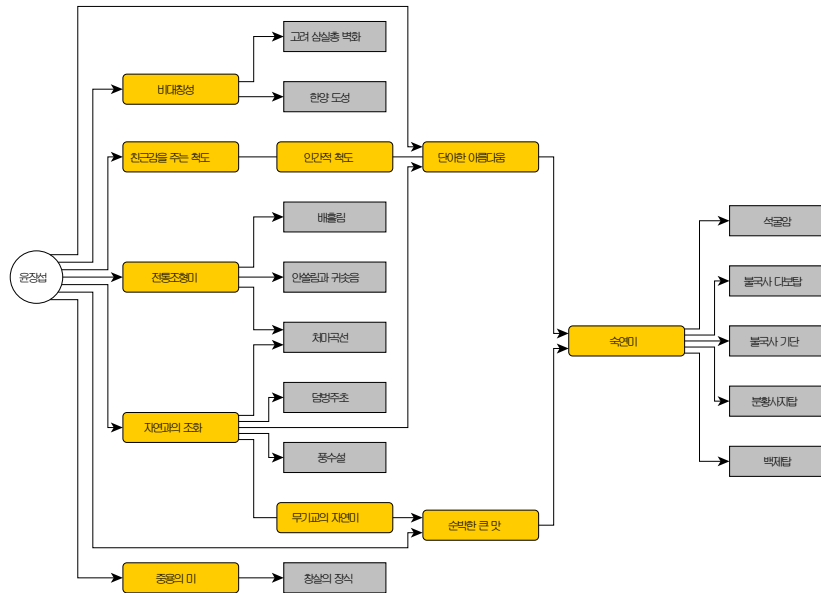 고려 삼실총 벽화
비대칭성
한양 도성
친근감을 주는 척도
인간적 척도
단아한 아름다움
배흘림
석굴암
윤장섭
전통조형미
안쏠림과 귀솟음
불국사 다보탑
처마곡선
숙연미
불국사 기단
덤벙주초
분황사지탑
자연과의 조화
풍수설
백제탑
무기교의 자연미
순박한 큰 맛
중용의 미
창살의 장식